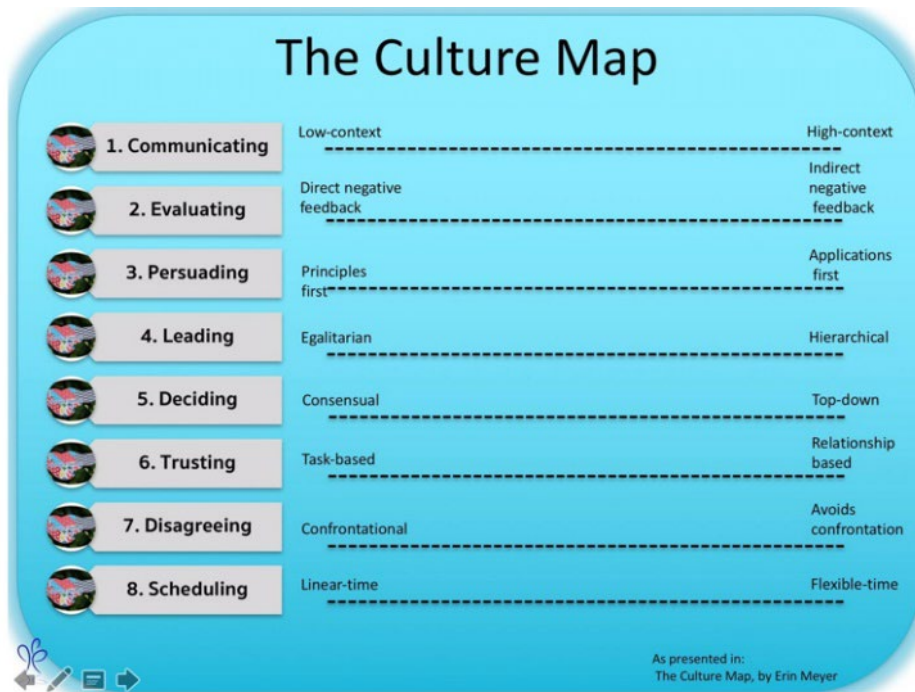 The Culture Map
1. Communicating
Low-context
High-context
2. Evaluating
Direct negative
feedback
Indirect
negative
feedback
3. Persuading
Principles
first
Applications
first
4. Leading
Egalitarian
Hierarchical
5. Deciding
Consensual
Top-down
6. Trusting
Task-based
Relationship
based
7. Disagreeing
Confrontational
Avoids
confrontation
8. Scheduling
Linear-time
Flexible-time
As presented in:
The Culture Map, by Erin Meyer